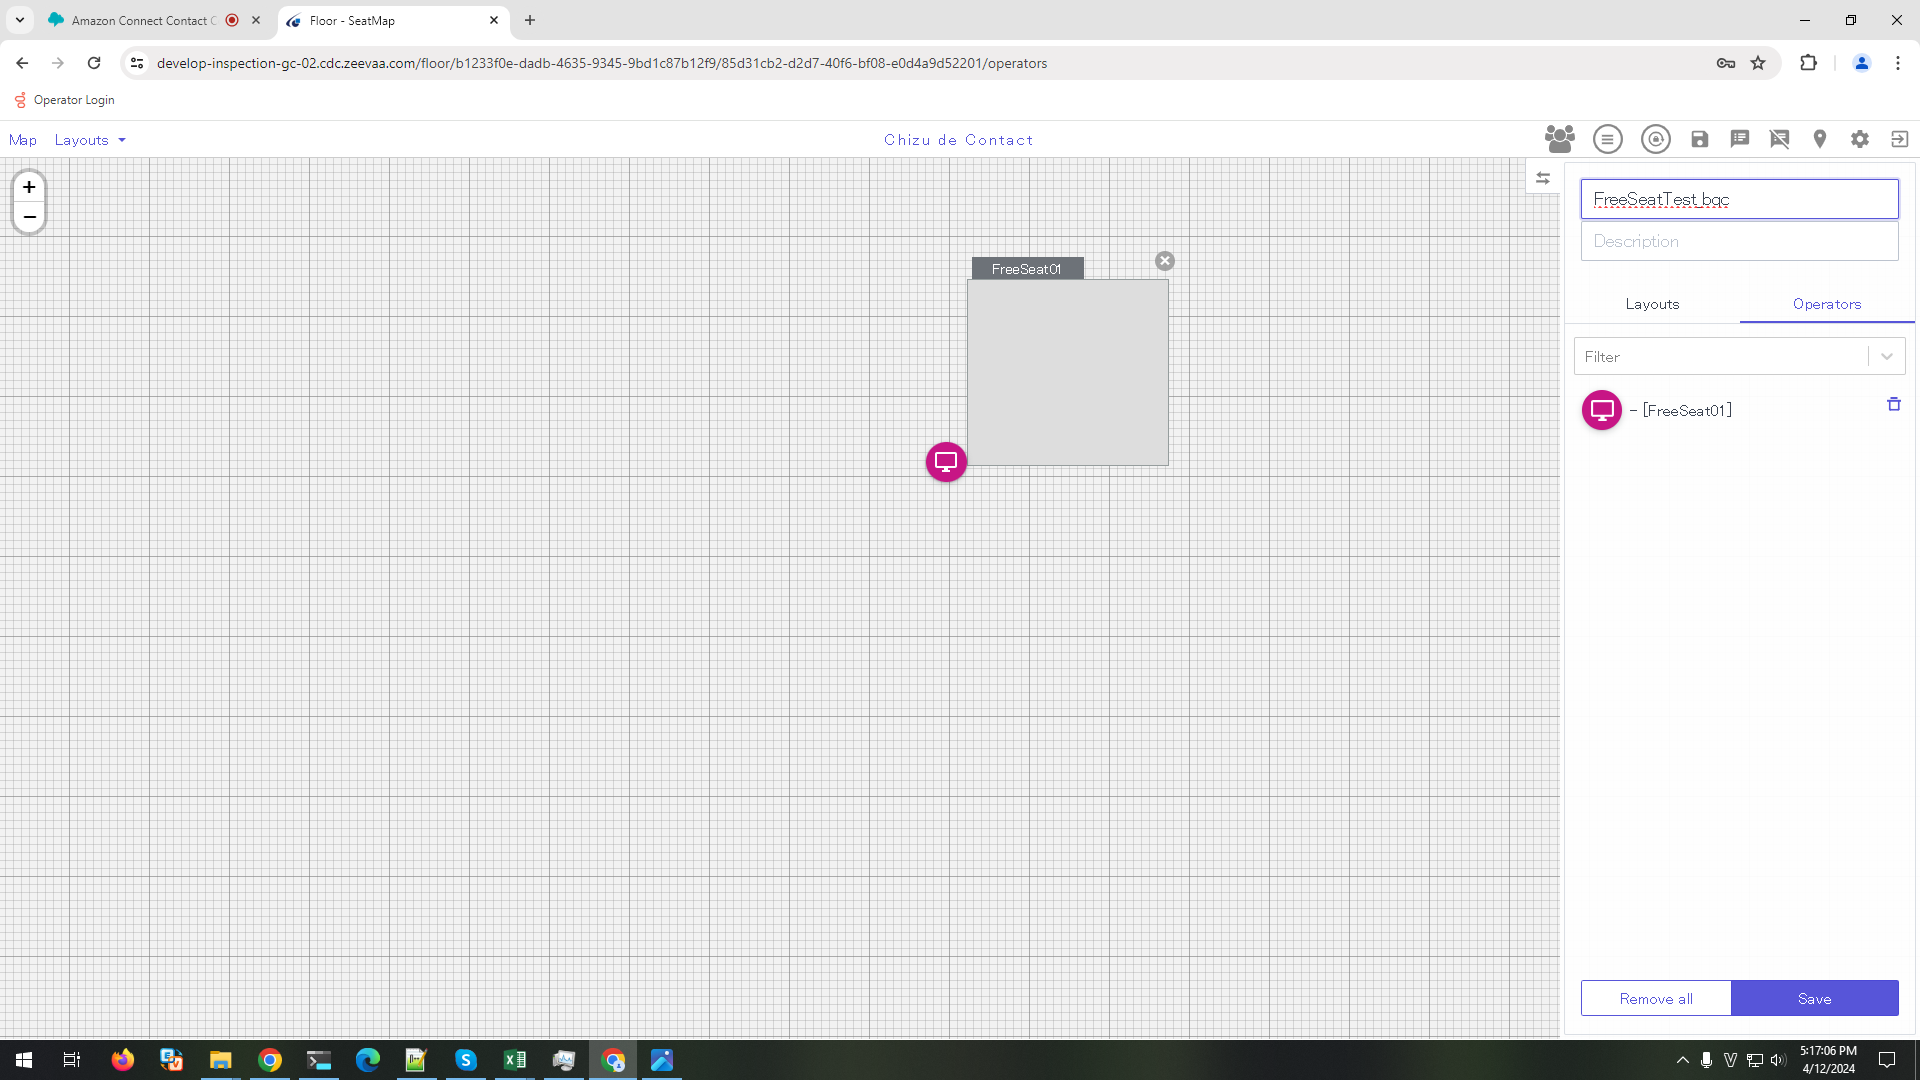 Amazon Connect Contact C
Floor - SeatMap
develop-inspection-gc-02.cdc.zeevaa.com/floor/b1233f0e-dadb-4635-9345-9bd1c87b12f9/85d31cb2-d2d7-40f6-bf08-e0d4a9d52201/operators
Operator Login
Map
Layouts
Chizu de Contact
FreeSeatTest_bqc
Description
FreeSeat01
Layouts
Operators
Filter
- [FreeSeat01]
Remove all
Save
5:17:06 PM
4/12/2024